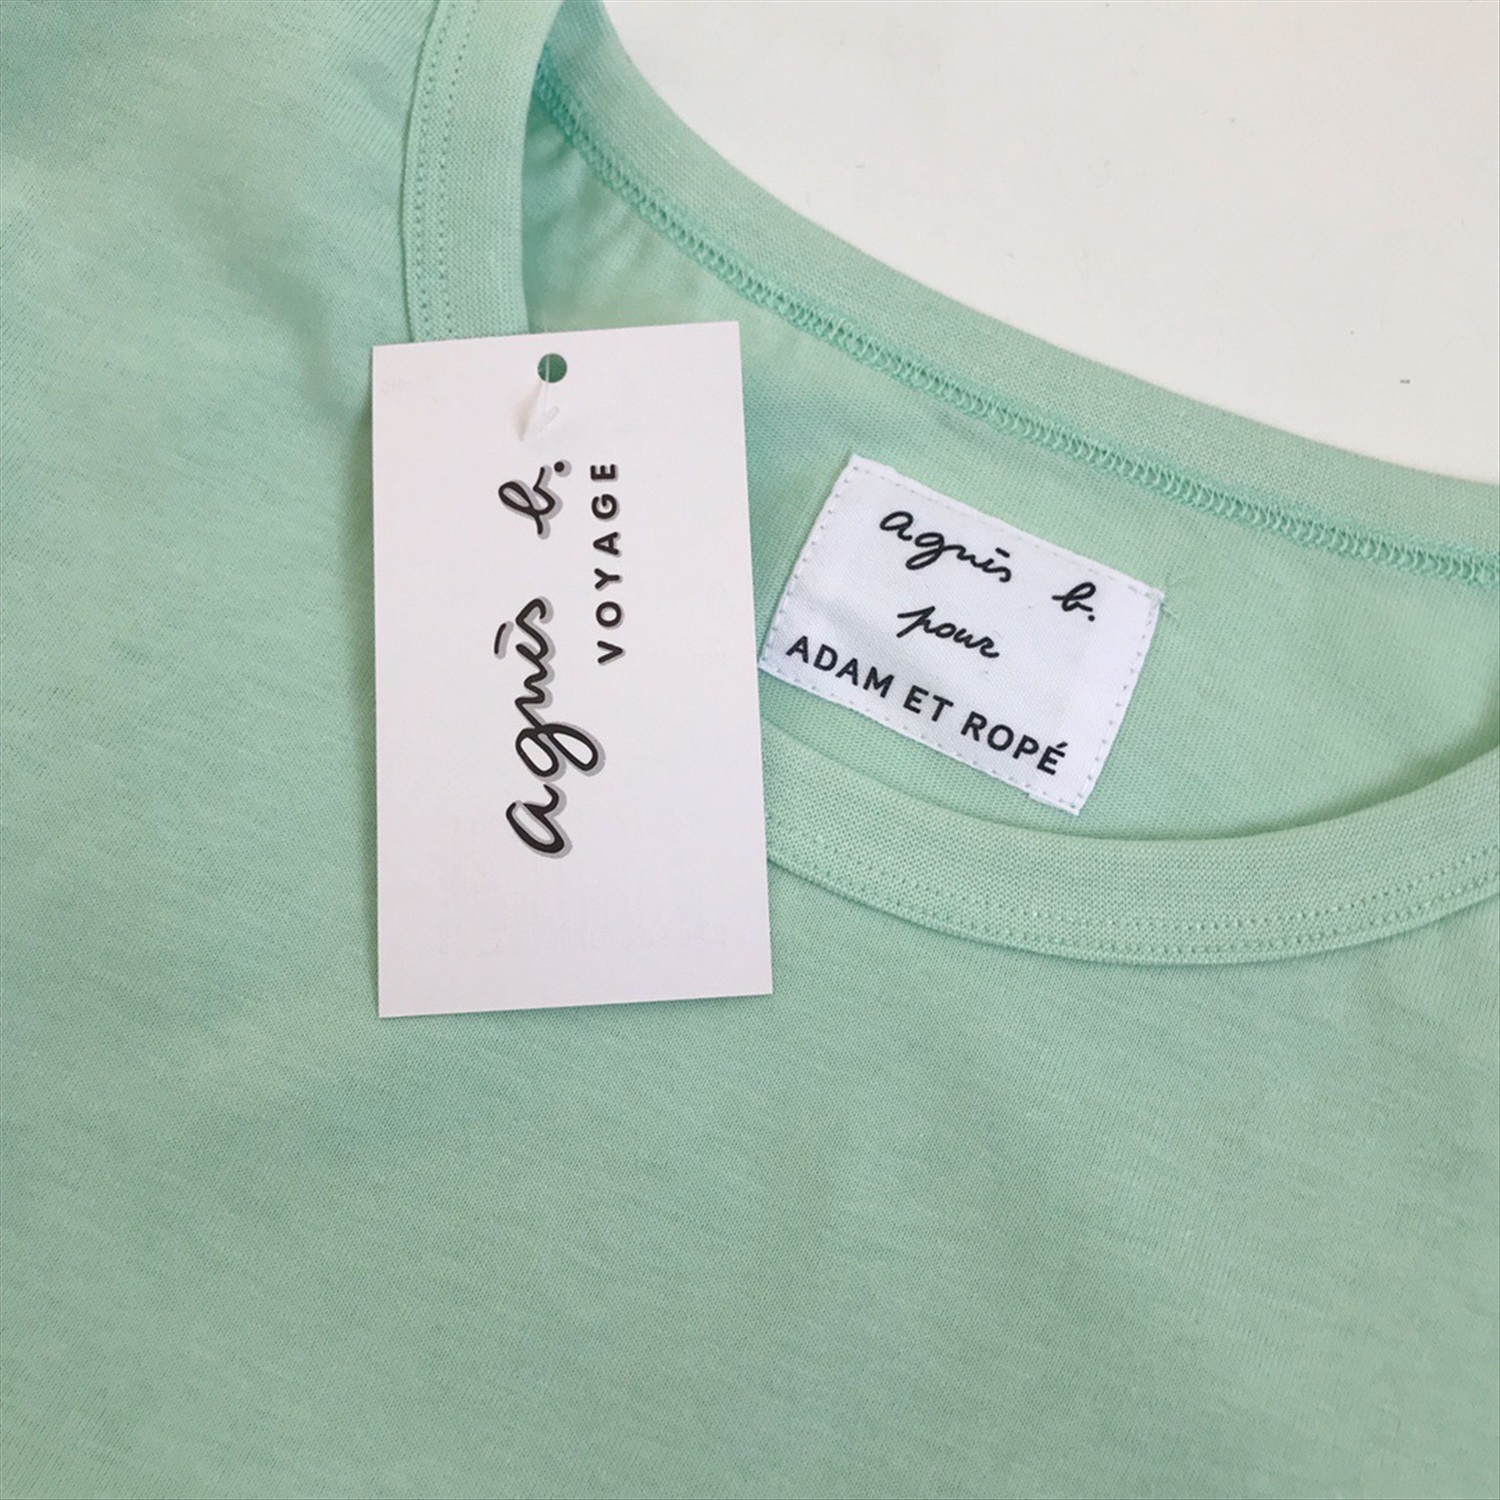 agnès b.
VOYAGE
agnès b.
pour
ADAM ET ROPÉ